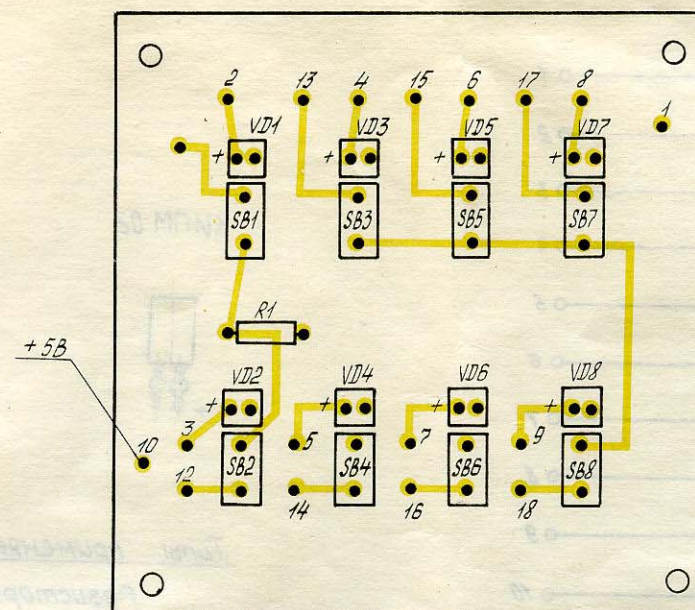 2 13 4 15 6 17 8 1
VD1 VD3 VD5 VD7
+ + + +
SB1 SB3 SB5 SB7
R1
+5В
VD2 VD4 VD6 VD8
+ + + +
3 5 7 9
10
SB2 SB4 SB6 SB8
12 14 16 18